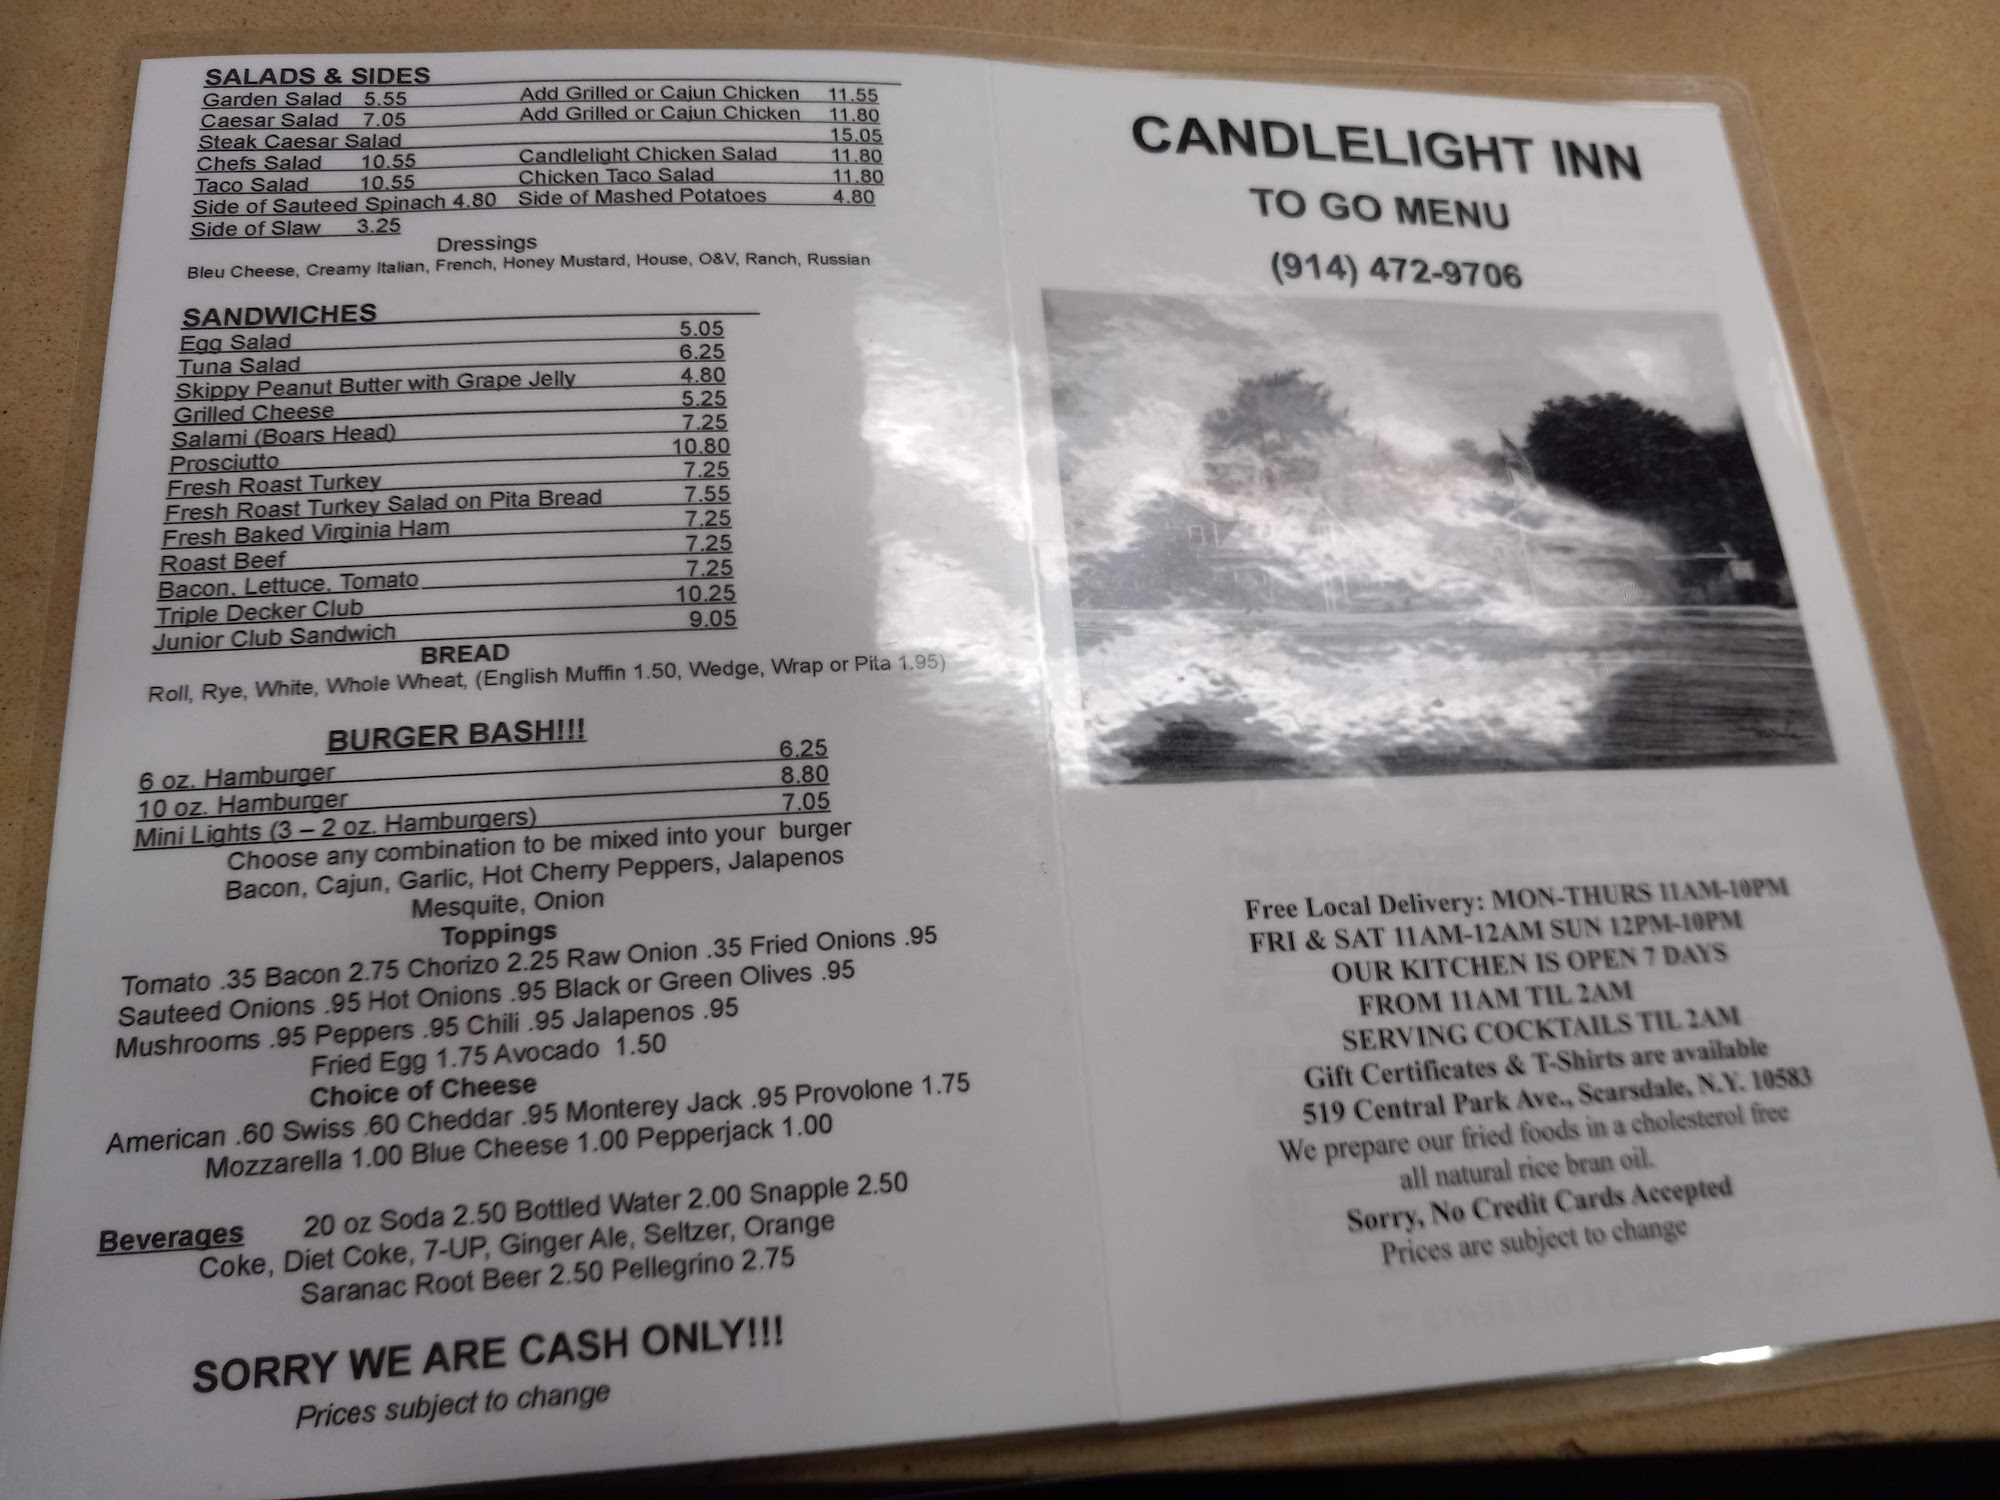 SALADS & SIDES
Garden Salad 5.55 Add Grilled or Cajun Chicken 11.55
Caesar Salad 7.05 Add Grilled or Cajun Chicken 11.80
Steak Caesar Salad 15.05
Chefs Salad 10.55 Candlelight Chicken Salad 11.80
Taco Salad 10.55 Chicken Taco Salad 11.80
Side of Sauteed Spinach 4.80 Side of Mashed Potatoes 4.80
Side of Slaw 3.25
Dressings
Bleu Cheese, Creamy Italian, French, Honey Mustard, House, O&V, Ranch, Russian
SANDWICHES
Egg Salad 5.05
Tuna Salad 6.25
Skippy Peanut Butter with Grape Jelly 4.80
Grilled Cheese 5.25
Salami (Boars Head) 7.25
Prosciutto 10.80
Fresh Roast Turkey 7.25
Fresh Roast Turkey Salad on Pita Bread 7.55
Fresh Baked Virginia Ham 7.25
Roast Beef 7.25
Bacon, Lettuce, Tomato 7.25
Triple Decker Club 10.25
Junior Club Sandwich 9.05
BREAD
Roll, Rye, White, Whole Wheat, (English Muffin 1.50, Wedge, Wrap or Pita 1.95)
BURGER BASH!!!
6 oz. Hamburger 6.25
10 oz. Hamburger 8.80
Mini Lights (3 – 2 oz. Hamburgers) 7.05
Choose any combination to be mixed into your burger
Bacon, Cajun, Garlic, Hot Cherry Peppers, Jalapenos
Mesquite, Onion
Toppings
Tomato .35 Bacon 2.75 Chorizo 2.25 Raw Onion .35 Fried Onions .95
Sauteed Onions .95 Hot Onions .95 Black or Green Olives .95
Mushrooms .95 Peppers .95 Chili .95 Jalapenos .95
Fried Egg 1.75 Avocado 1.50
Choice of Cheese
American .60 Swiss .60 Cheddar .95 Monterey Jack .95 Provolone 1.75
Mozzarella 1.00 Blue Cheese 1.00 Pepperjack 1.00
Beverages 20 oz Soda 2.50 Bottled Water 2.00 Snapple 2.50
Coke, Diet Coke, 7-UP, Ginger Ale, Seltzer, Orange
Saranac Root Beer 2.50 Pellegrino 2.75
SORRY WE ARE CASH ONLY!!!
Prices subject to change
CANDLELIGHT INN
TO GO MENU
(914) 472-9706
Free Local Delivery: MON-THURS 11AM-10PM
FRI & SAT 11AM-12AM SUN 12PM-10PM
OUR KITCHEN IS OPEN 7 DAYS
FROM 11AM TIL 2AM
SERVING COCKTAILS TIL 2AM
Gift Certificates & T-Shirts are available
519 Central Park Ave., Scarsdale, N.Y. 10583
We prepare our fried foods in a cholesterol free
all natural rice bran oil.
Sorry, No Credit Cards Accepted
Prices are subject to change